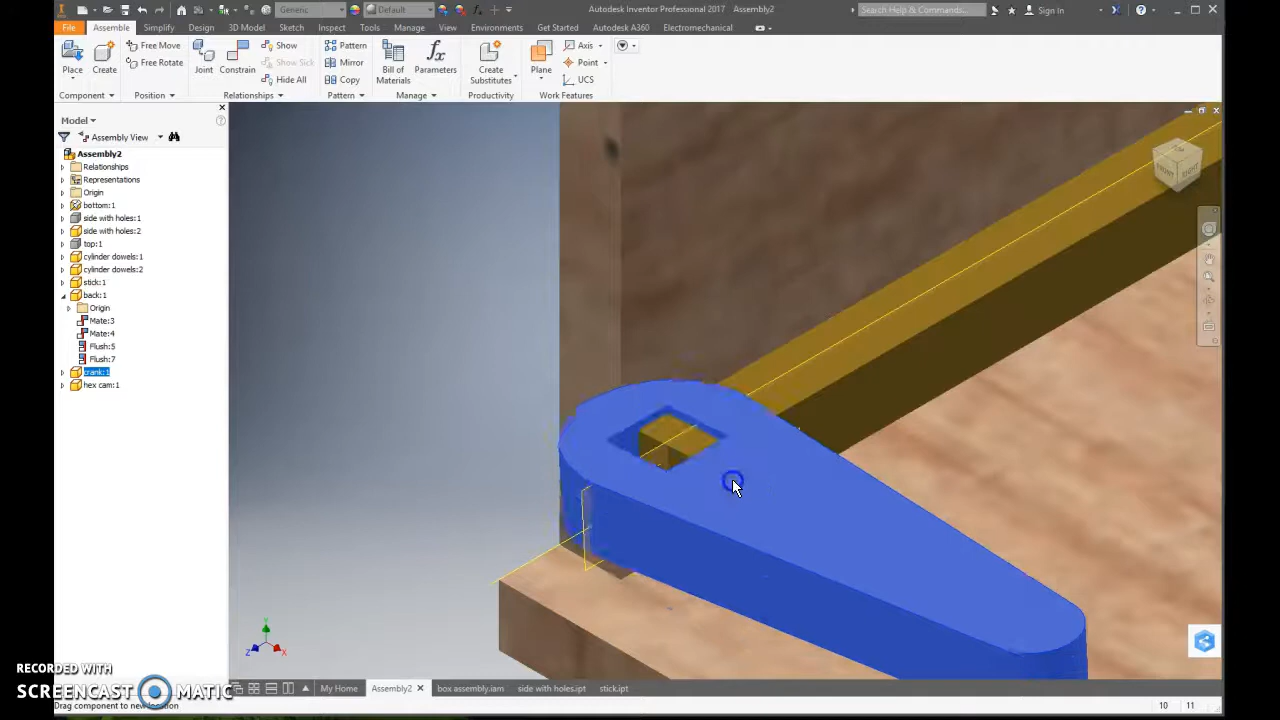 Generic
Default
Autodesk Inventor Professional 2017 Assembly2
Search Help & Commands...
Sign In
File Assemble Simplify Design 3D Model Sketch Inspect Tools Manage View Environments Get Started Autodesk A360 Electromechanical
Place
Create
Free Move
Free Rotate
Joint
Constrain
Show
Show Sick
Hide All
Pattern
Mirror
Copy
Bill of Materials
Parameters
Create Substitutes
Plane
Axis
Point
UCS
Component Position Relationships Pattern Manage Productivity Work Features
Model
Assembly View
Assembly2
Relationships
Representations
Origin
bottom:1
side with holes:1
side with holes:2
top:1
cylinder dowels:1
cylinder dowels:2
stick:1
back:1
Origin
Mate:3
Mate:4
Flush:5
Flush:7
crank:1
hex cam:1
FRONT RIGHT
Y
Z X
RECORDED WITH
SCREENCAST MATIC
My Home Assembly2 box assembly.iam side with holes.ipt stick.ipt
Drag component to new location
10 11